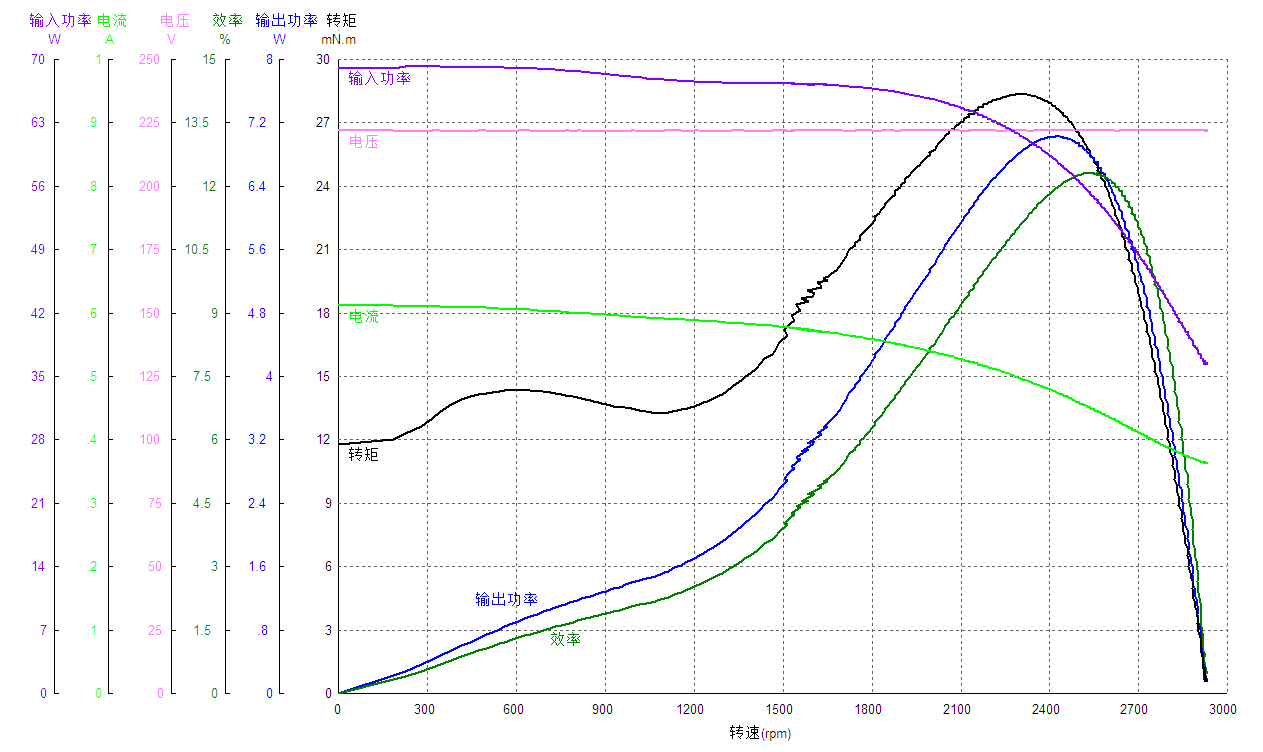 输入功率 电流 电压 效率 输出功率 转矩
W A V % W mN.m
70 1 250 15 8 30
输入功率
63 .9 225 13.5 7.2 27
电压
56 .8 200 12 6.4 24
49 .7 175 10.5 5.6 21
42 .6 150 9 4.8 18
电流
35 .5 125 7.5 4 15
28 .4 100 6 3.2 12
转矩
21 .3 75 4.5 2.4 9
14 .2 50 3 1.6 6
输出功率
7 .1 25 1.5 .8 3
效率
0 0 0 0 0 0
0 300 600 900 1200 1500 1800 2100 2400 2700 3000
转速(rpm)